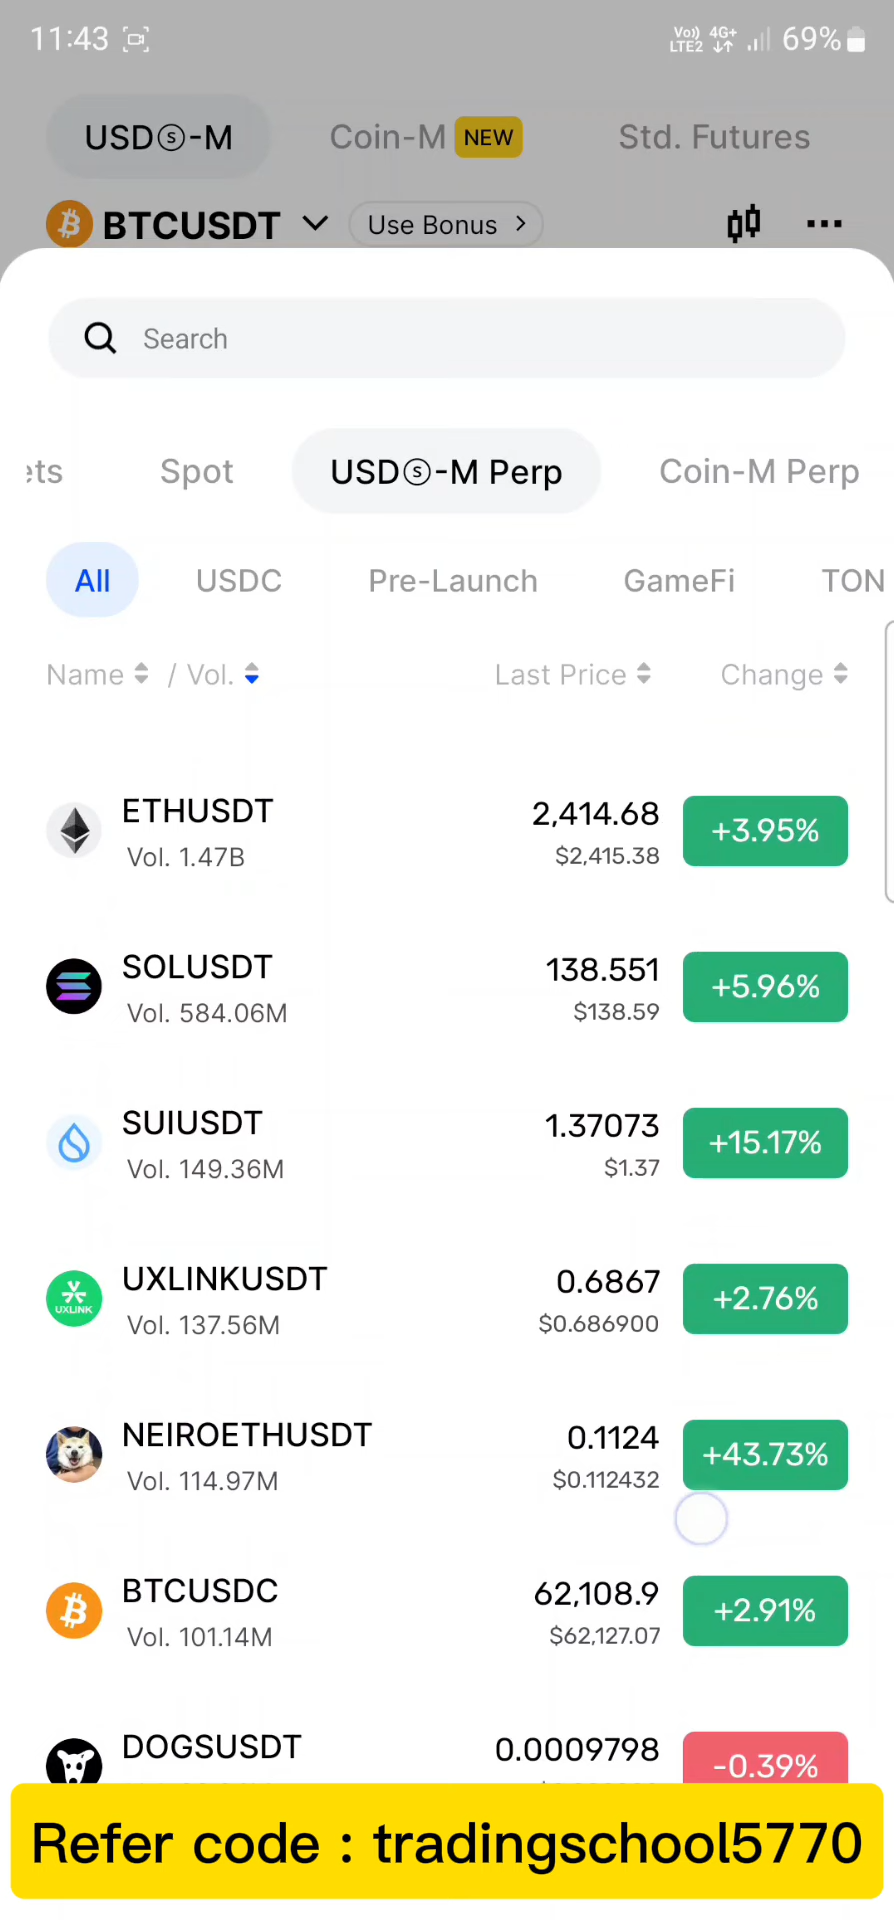 11:43 Vo)) LTE2 4G+ 69%
USDⓢ-M Coin-M NEW Std. Futures
BTCUSDT Use Bonus >
Search
ets Spot USDⓢ-M Perp Coin-M Perp
All USDC Pre-Launch GameFi TON
Name / Vol. Last Price Change
ETHUSDT 2,414.68 +3.95%
Vol. 1.47B $2,415.38
SOLUSDT 138.551 +5.96%
Vol. 584.06M $138.59
SUIUSDT 1.37073 +15.17%
Vol. 149.36M $1.37
UXLINK
UXLINKUSDT 0.6867 +2.76%
Vol. 137.56M $0.686900
NEIROETHUSDT 0.1124 +43.73%
Vol. 114.97M $0.112432
BTCUSDC 62,108.9 +2.91%
Vol. 101.14M $62,127.07
DOGSUSDT 0.0009798 -0.39%
Refer code : tradingschool5770